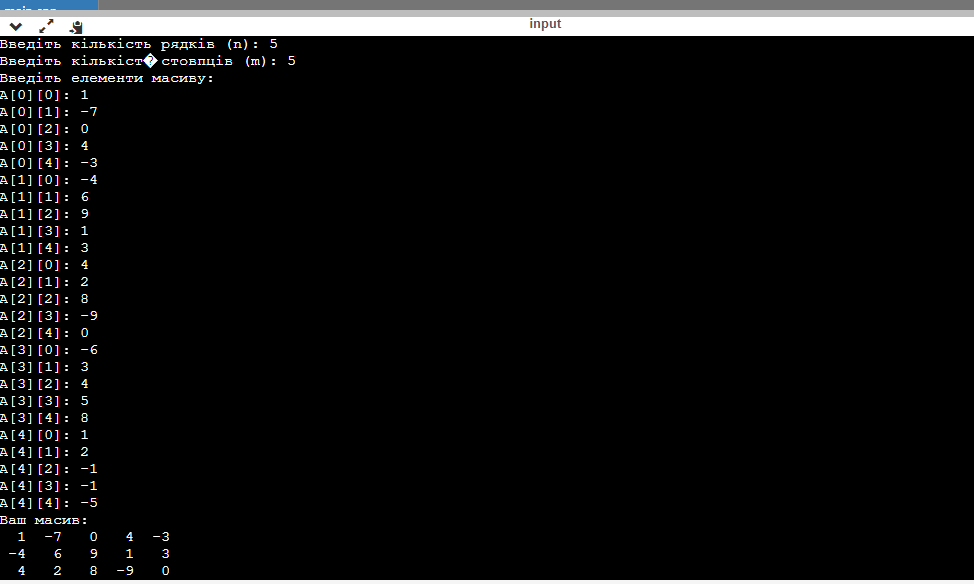 input
Введіть кількість рядків (n): 5
Введіть кількіст�стовпців (m): 5
Введіть елементи масиву:
A[0][0]: 1
A[0][1]: -7
A[0][2]: 0
A[0][3]: 4
A[0][4]: -3
A[1][0]: -4
A[1][1]: 6
A[1][2]: 9
A[1][3]: 1
A[1][4]: 3
A[2][0]: 4
A[2][1]: 2
A[2][2]: 8
A[2][3]: -9
A[2][4]: 0
A[3][0]: -6
A[3][1]: 3
A[3][2]: 4
A[3][3]: 5
A[3][4]: 8
A[4][0]: 1
A[4][1]: 2
A[4][2]: -1
A[4][3]: -1
A[4][4]: -5
Ваш масив:
1 -7 0 4 -3
-4 6 9 1 3
4 2 8 -9 0